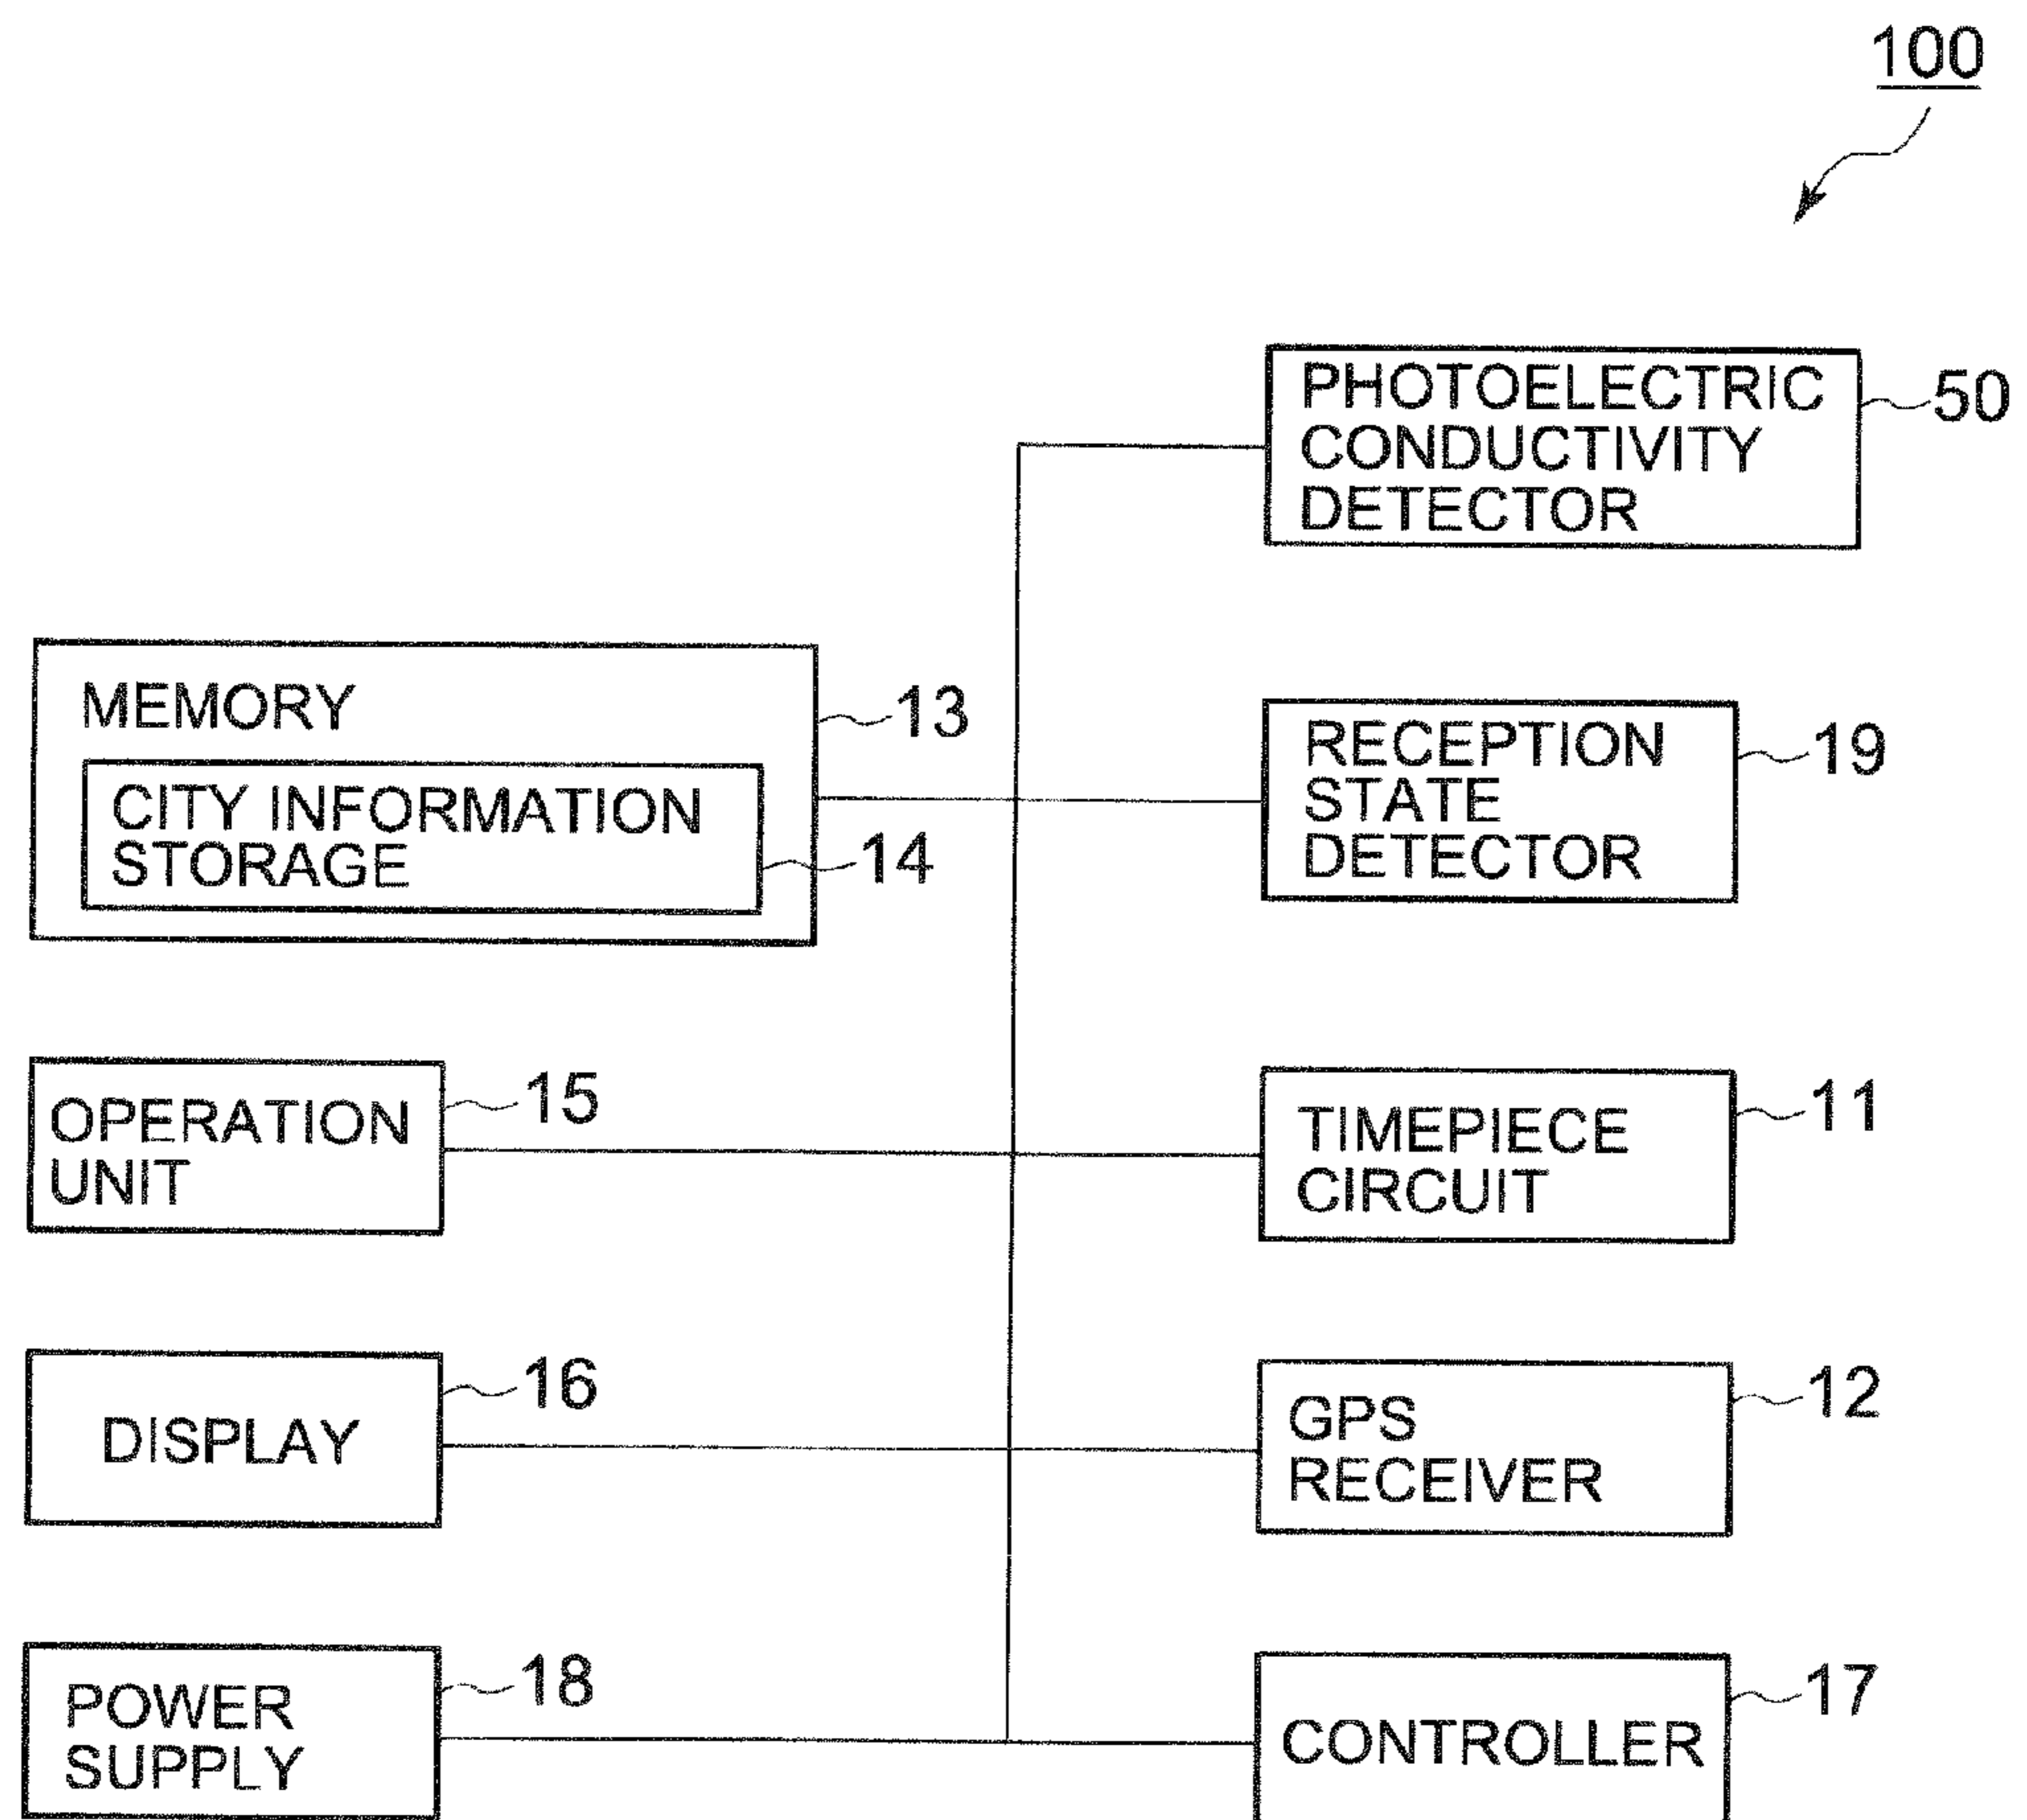 100
PHOTOELECTRIC
CONDUCTIVITY
DETECTOR
50
MEMORY
13
CITY INFORMATION
STORAGE
14
RECEPTION
STATE
DETECTOR
19
OPERATION
UNIT
15
TIMEPIECE
CIRCUIT
11
DISPLAY
16
GPS
RECEIVER
12
POWER
SUPPLY
18
CONTROLLER
17